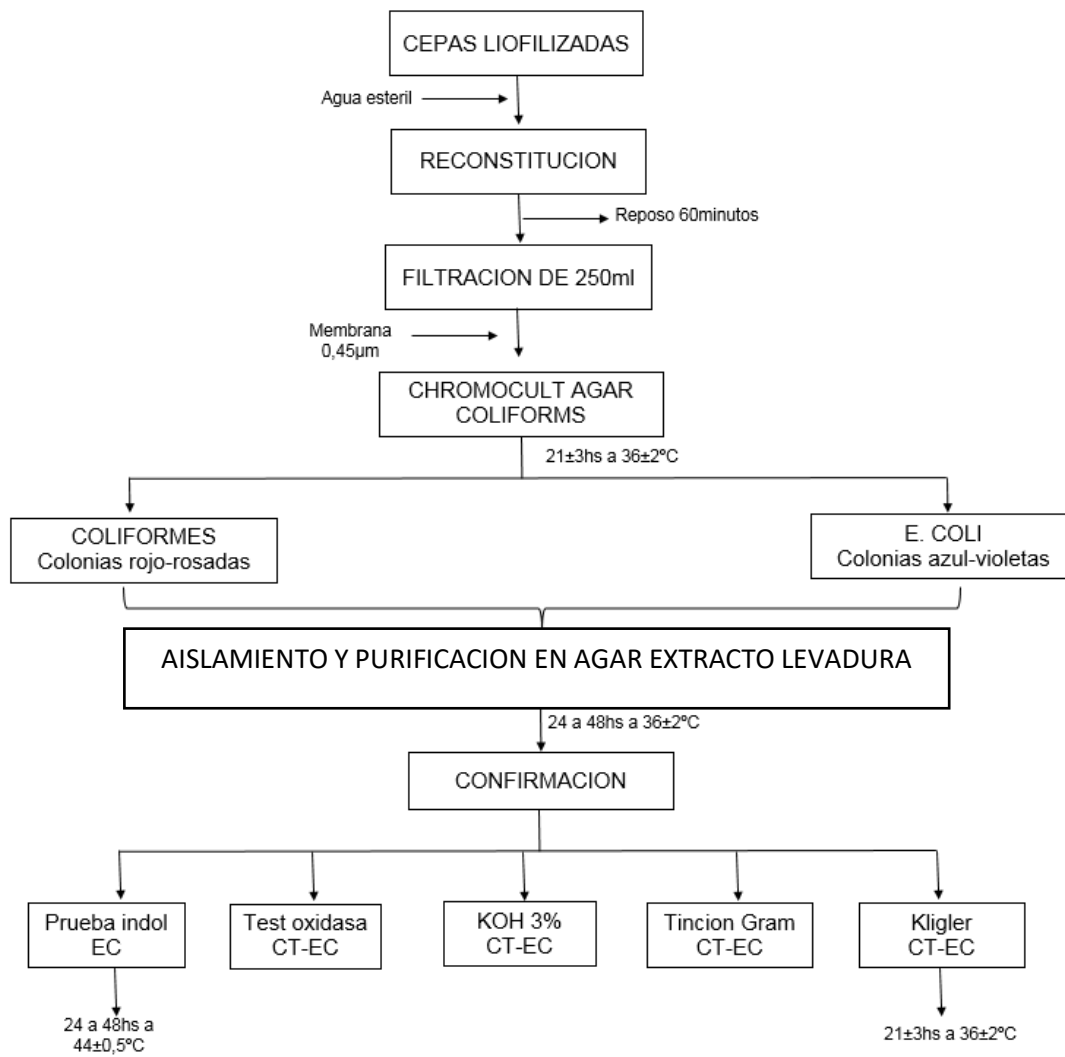 CEPAS LIOFILIZADAS
Agua esteril
RECONSTITUCION
Reposo 60minutos
FILTRACION DE 250ml
Membrana
0,45µm
CHROMOCULT AGAR
COLIFORMS
21±3hs a 36±2ºC
COLIFORMES
Colonias rojo-rosadas
E. COLI
Colonias azul-violetas
AISLAMIENTO Y PURIFICACION EN AGAR EXTRACTO LEVADURA
24 a 48hs a 36±2ºC
CONFIRMACION
Prueba indol
EC
Test oxidasa
CT-EC
KOH 3%
CT-EC
Tincion Gram
CT-EC
Kligler
CT-EC
24 a 48hs a
44±0,5ºC
21±3hs a 36±2ºC